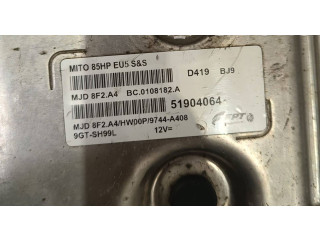 MITO 85HP EU5 S&S
D419 BJ9
MJD 8F2.A4 BC.0108182.A
51904064
MJD 8F2.A4/HW00P/9744-A408
9GT-SH99L 12V=